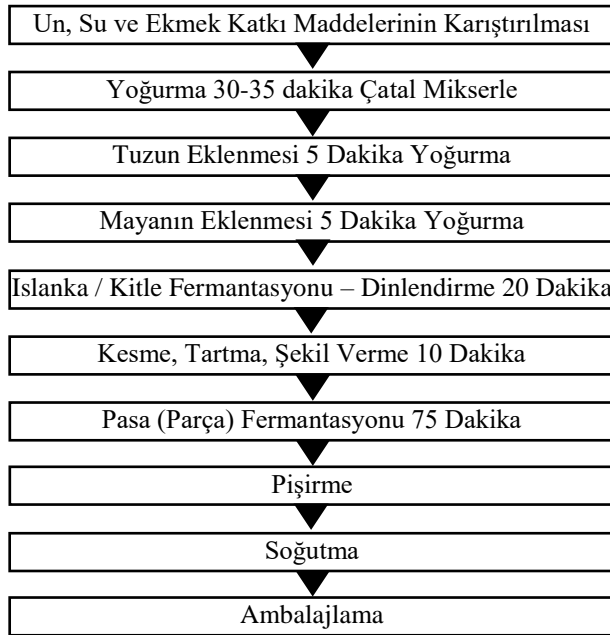 Un, Su ve Ekmek Katkı Maddelerinin Karıştırılması
Yoğurma 30-35 dakika Çatal Mikserle
Tuzun Eklenmesi 5 Dakika Yoğurma
Mayanın Eklenmesi 5 Dakika Yoğurma
Islanka / Kitle Fermantasyonu – Dinlendirme 20 Dakika
Kesme, Tartma, Şekil Verme 10 Dakika
Pasa (Parça) Fermantasyonu 75 Dakika
Pişirme
Soğutma
Ambalajlama